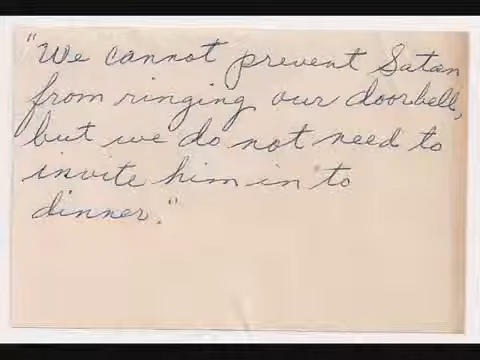 "We cannot prevent Satan
from ringing our doorbell,
but we do not need to
invite him in to
dinner."